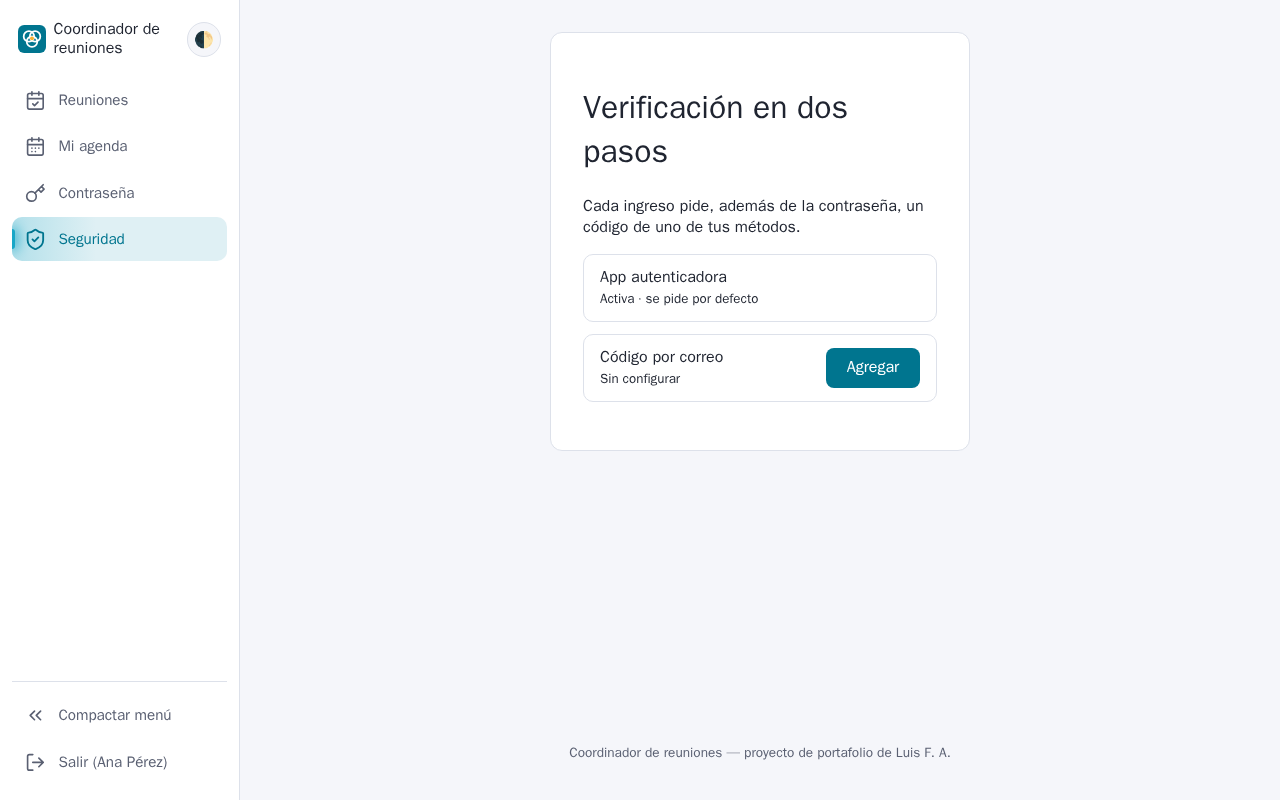 Coordinador de
reuniones
Reuniones
Mi agenda
Contraseña
Seguridad
Compactar menú
Salir (Ana Pérez)
Verificación en dos
pasos
Cada ingreso pide, además de la contraseña, un
código de uno de tus métodos.
App autenticadora
Activa · se pide por defecto
Código por correo
Sin configurar
Agregar
Coordinador de reuniones — proyecto de portafolio de Luis F. A.